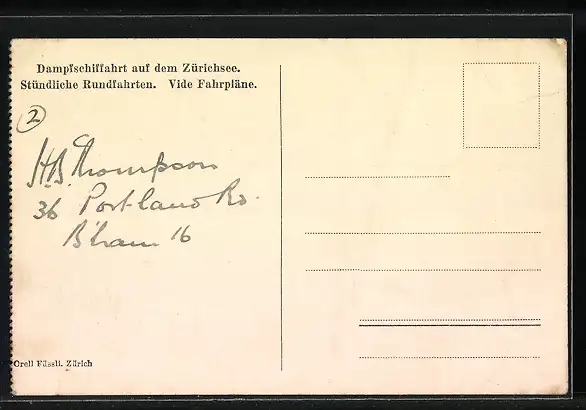 Dampfschiffahrt auf dem Zürichsee.
Stündliche Rundfahrten. Vide Fahrpläne.
2
H.B. Thompson
36 Portland Rd.
B'ham 16
Orell Füssli. Zürich